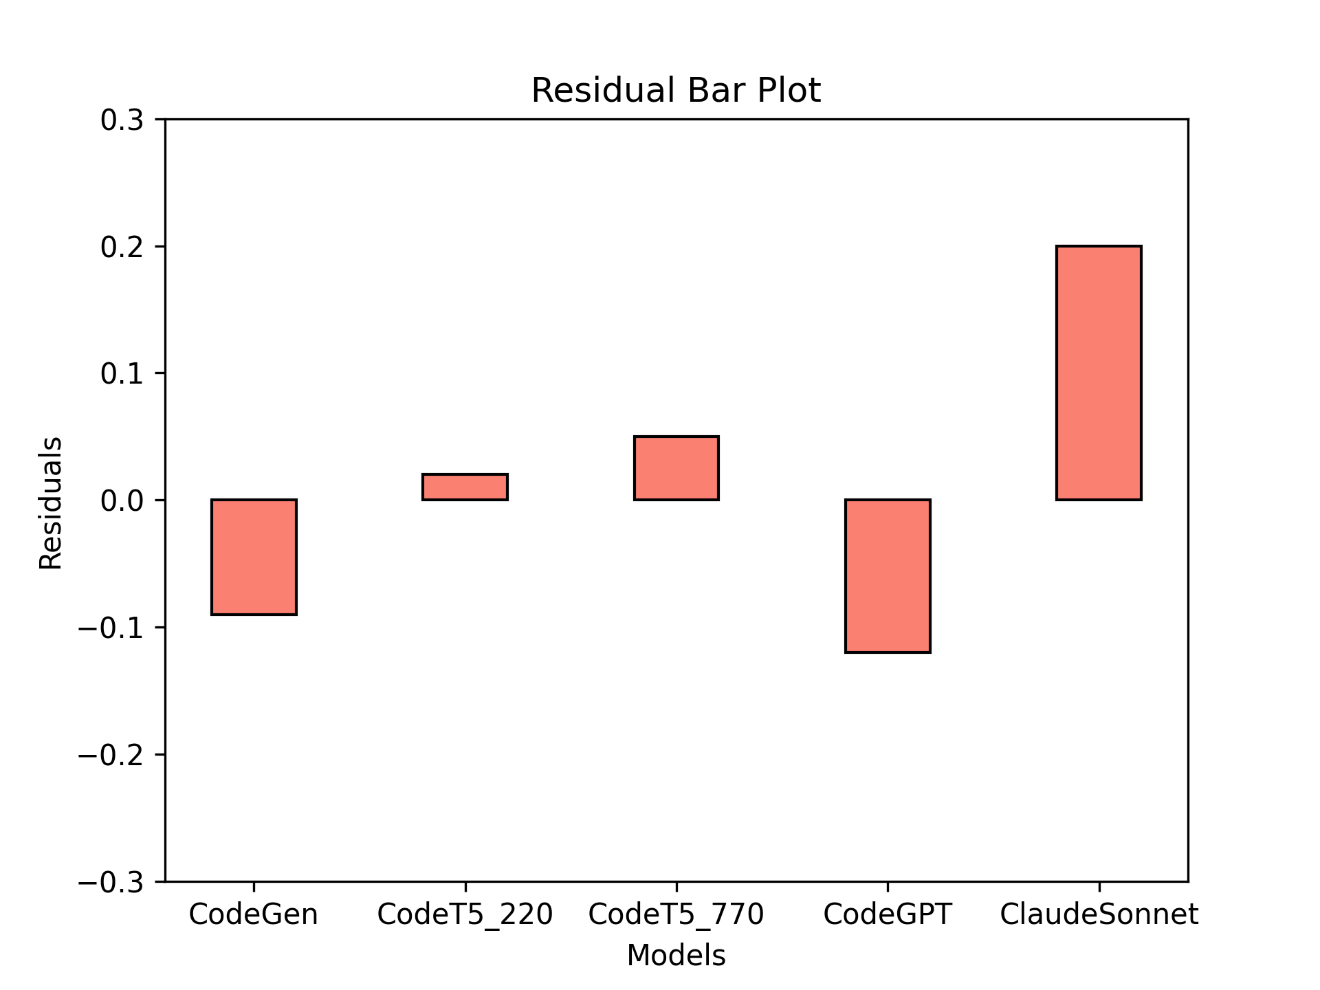 Residual Bar Plot
0.3
0.2
0.1
0.0
−0.1
−0.2
−0.3
Residuals
CodeGen CodeT5_220 CodeT5_770 CodeGPT ClaudeSonnet
Models